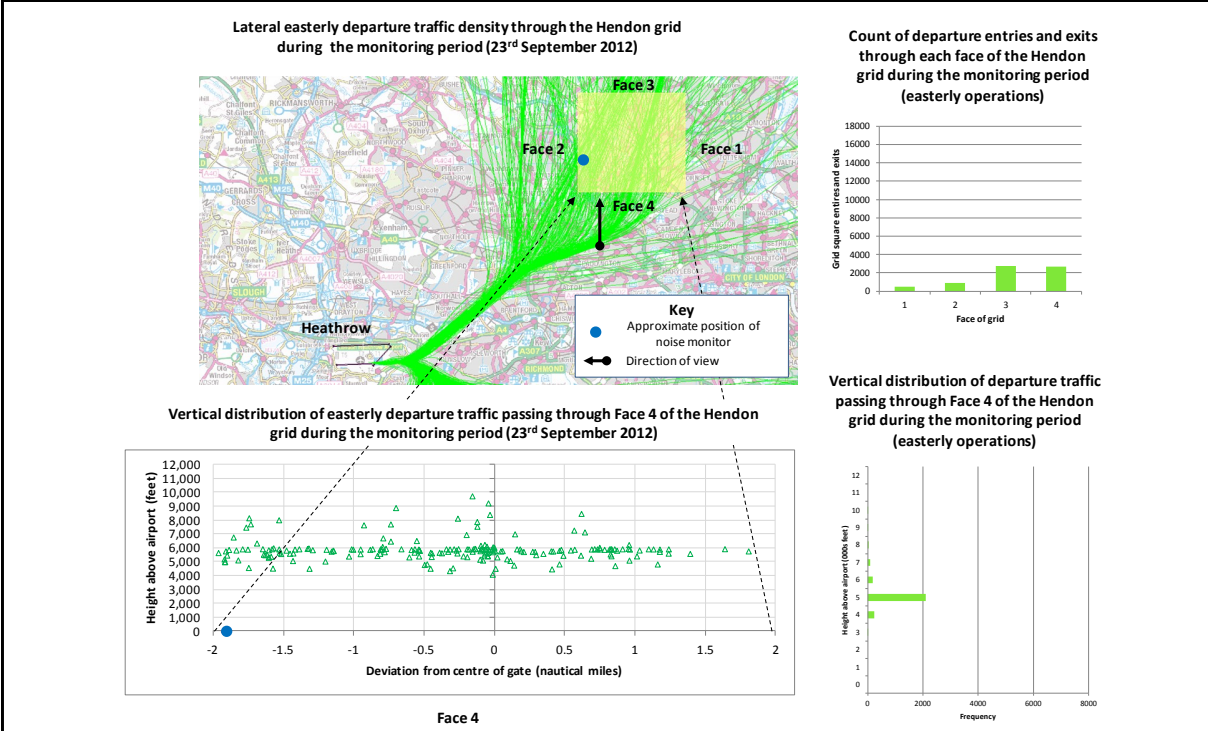 Lateral easterly departure traffic density through the Hendon grid
during the monitoring period (23rd September 2012)
Face 3
Face 2
Face 1
Face 4
Heathrow
RICKMANSWORTH
SLOUGH
CITY OF LONDON
RICHMOND
Key
Approximate position of
noise monitor
Direction of view
Count of departure entries and exits
through each face of the Hendon
grid during the monitoring period
(easterly operations)
Grid square entires and exits
18000
16000
14000
12000
10000
8000
6000
4000
2000
0
1 2 3 4
Face of grid
Vertical distribution of easterly departure traffic passing through Face 4 of the Hendon
grid during the monitoring period (23rd September 2012)
Height above airport (feet)
12,000
11,000
10,000
9,000
8,000
7,000
6,000
5,000
4,000
3,000
2,000
1,000
0
-2 -1.5 -1 -0.5 0 0.5 1 1.5 2
Deviation from centre of gate (nautical miles)
Face 4
Vertical distribution of departure traffic
passing through Face 4 of the Hendon
grid during the monitoring period
(easterly operations)
Height above airport (000s feet)
12
11
10
9
8
7
6
5
4
3
2
1
0
0 2000 4000 6000 8000
Frequency